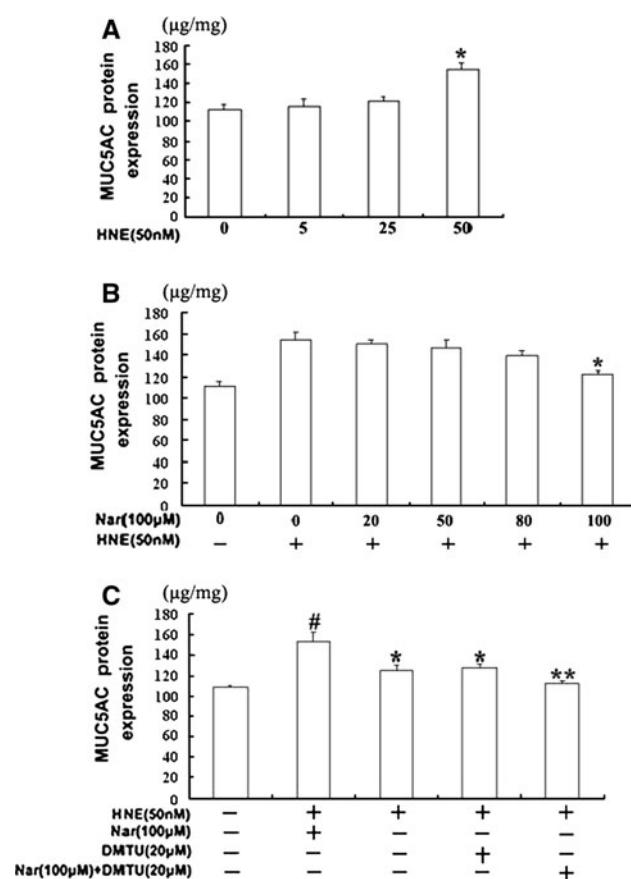 A (μg/mg)
MUC5AC protein expression
180
160
140
120
100
80
60
40
20
0
*
HNE(50nM) 0 5 25 50
B (μg/mg)
MUC5AC protein expression
180
160
140
120
100
80
60
40
20
0
*
Nar(100μM) 0 0 20 50 80 100
HNE(50nM) − + + + + +
C (μg/mg)
MUC5AC protein expression
180
160
140
120
100
80
60
40
20
0
# * * **
HNE(50nM) − + + + +
Nar(100μM) − + − − −
DMTU(20μM) − − − + −
Nar(100μM)+DMTU(20μM) − − − − +